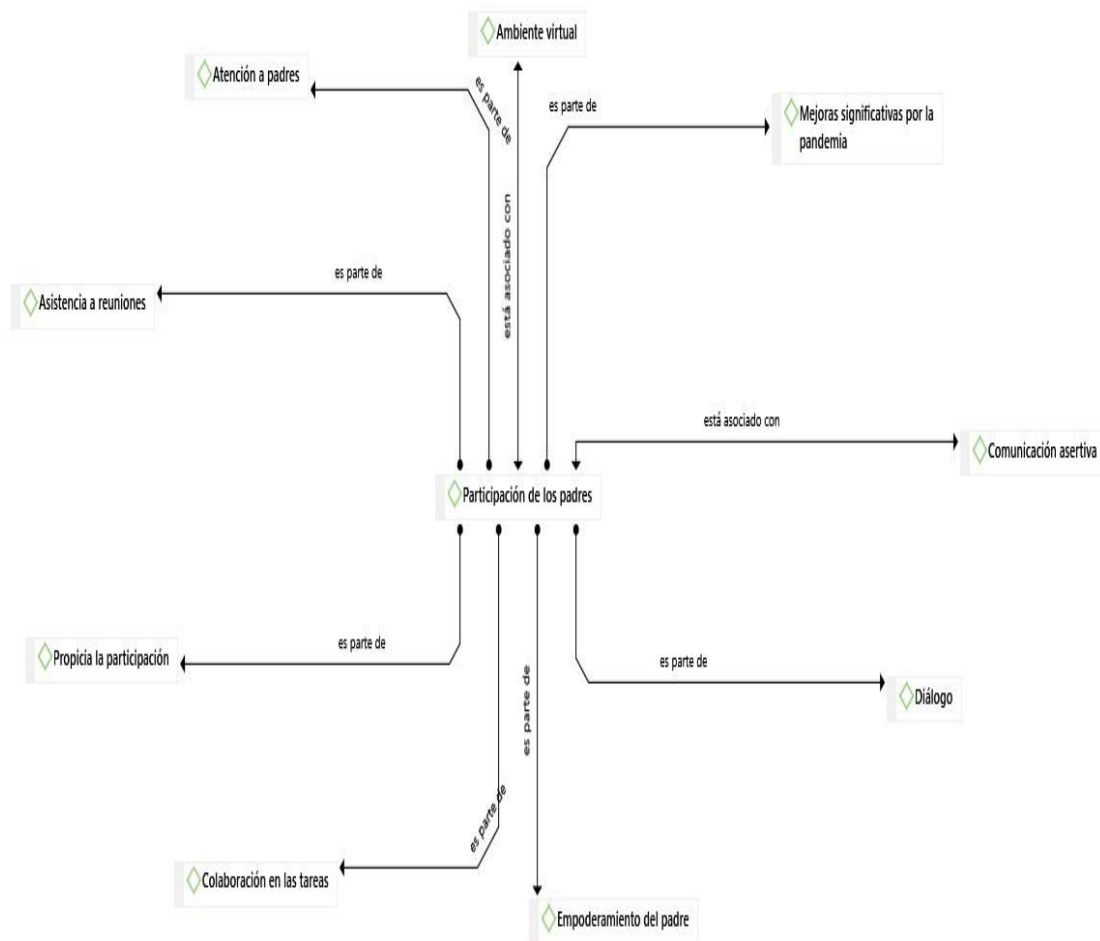 Ambiente virtual
Atención a padres
es parte de
es parte de
Mejoras significativas por la
pandemia
está asociado con
es parte de
Asistencia a reuniones
está asociado con
Comunicación asertiva
Participación de los padres
es parte de
Propicia la participación
es parte de
Diálogo
es parte de
es parte de
Colaboración en las tareas
Empoderamiento del padre